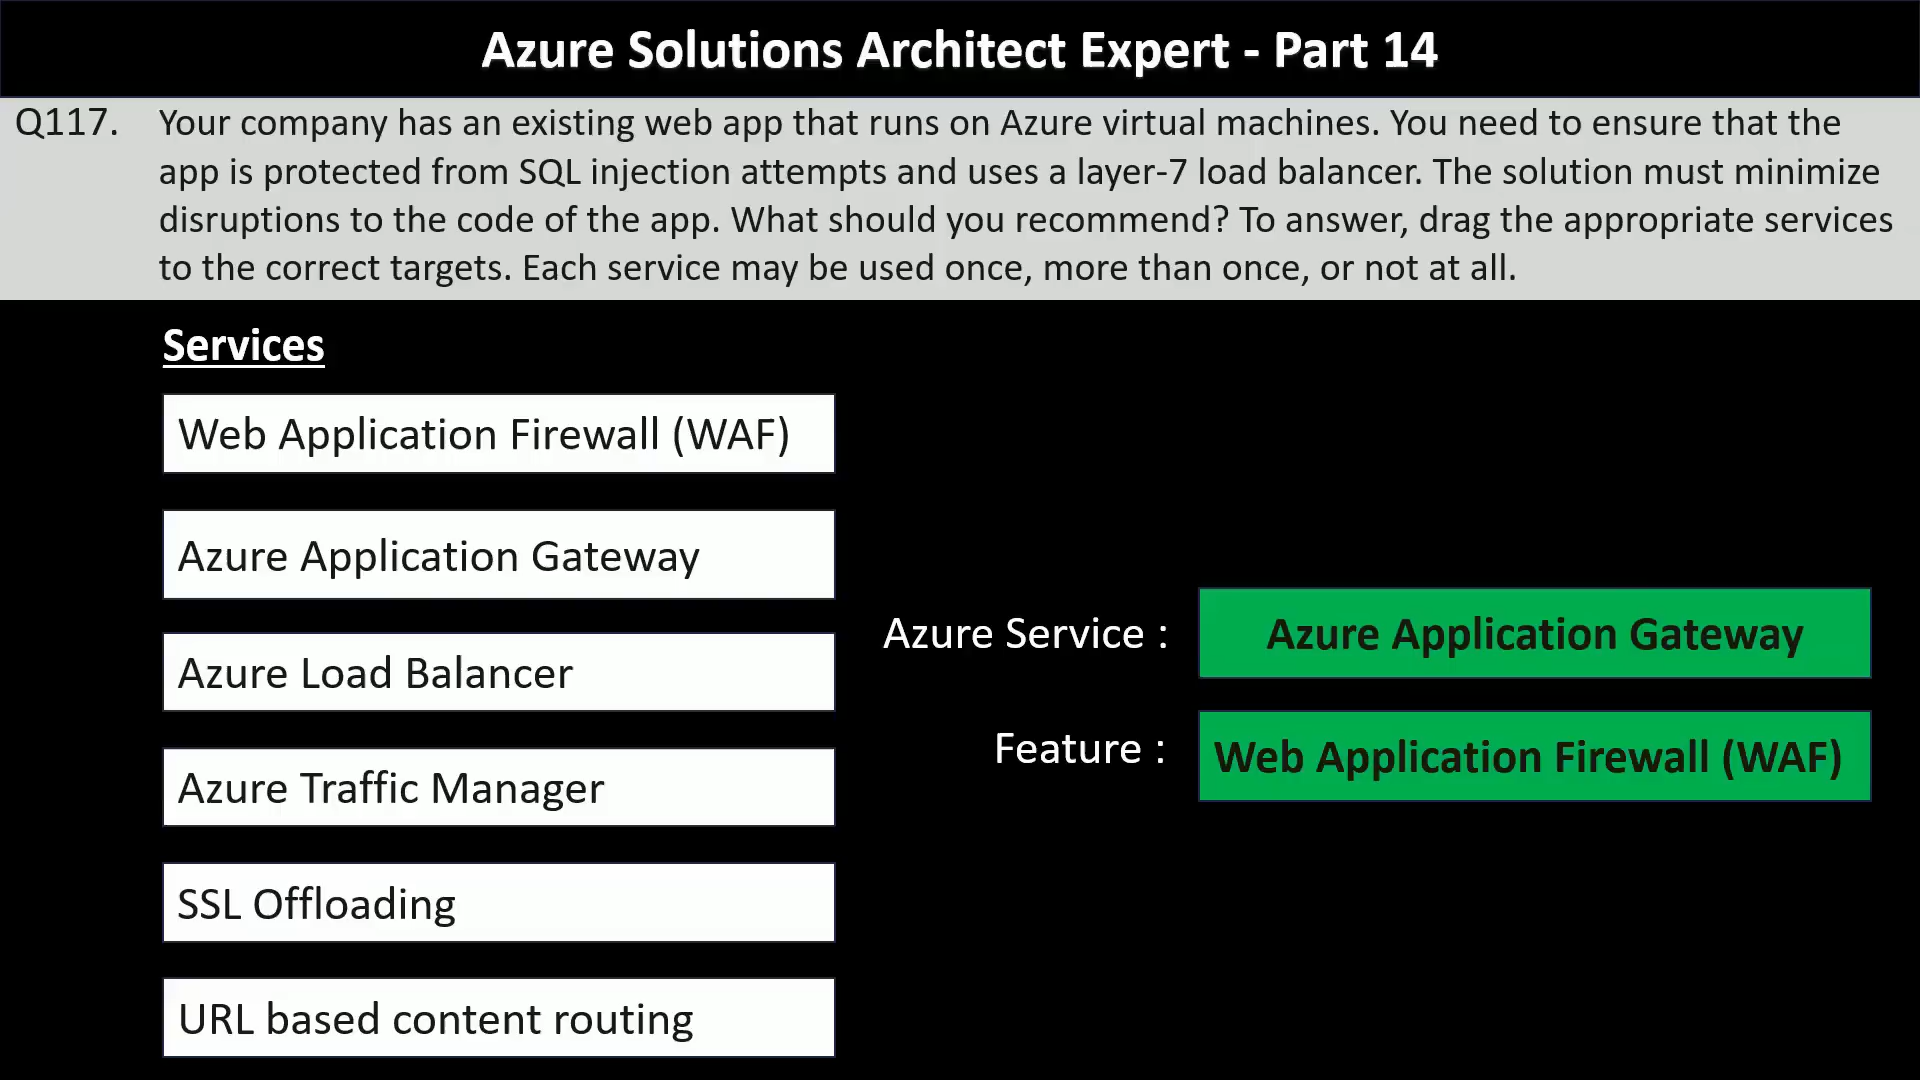 Azure Solutions Architect Expert - Part 14
Q117. Your company has an existing web app that runs on Azure virtual machines. You need to ensure that the
app is protected from SQL injection attempts and uses a layer-7 load balancer. The solution must minimize
disruptions to the code of the app. What should you recommend? To answer, drag the appropriate services
to the correct targets. Each service may be used once, more than once, or not at all.
Services
Web Application Firewall (WAF)
Azure Application Gateway
Azure Load Balancer
Azure Traffic Manager
SSL Offloading
URL based content routing
Azure Service : Azure Application Gateway
Feature : Web Application Firewall (WAF)